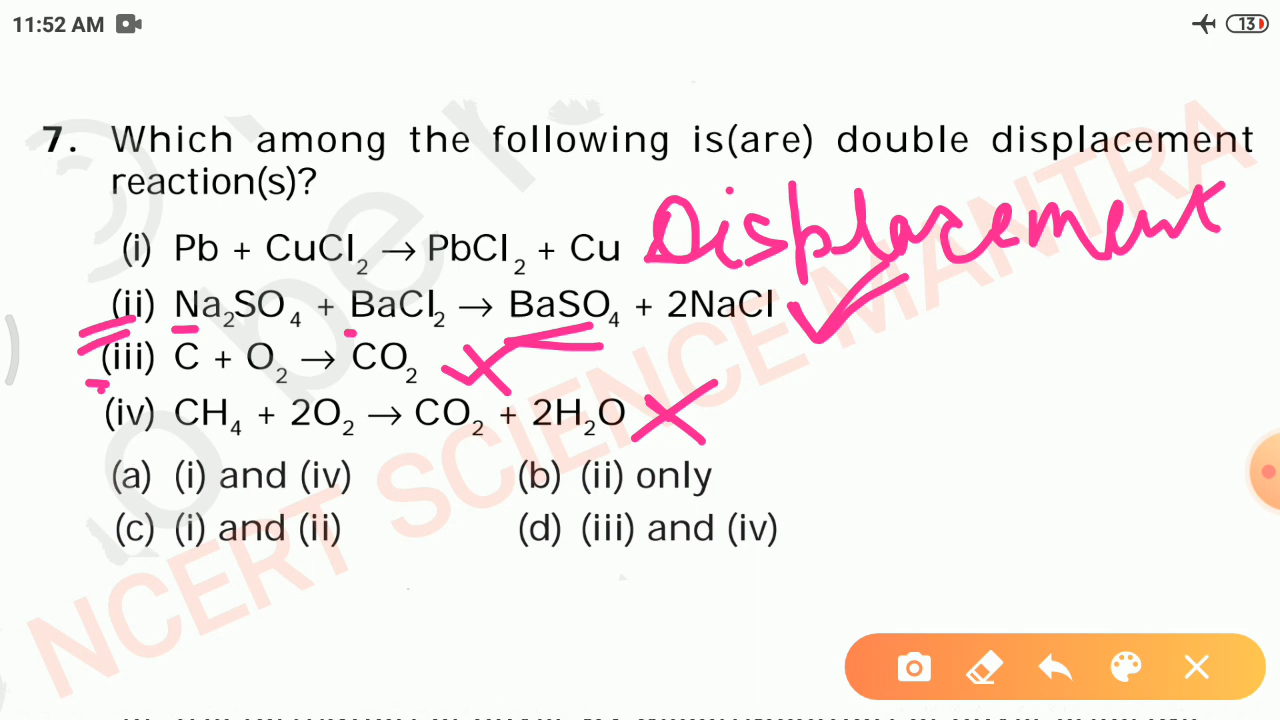 11:52 AM
13
7. Which among the following is(are) double displacement
reaction(s)?
(i) Pb + CuCl₂ → PbCl₂ + Cu Displacement
(ii) Na₂SO₄ + BaCl₂ → BaSO₄ + 2NaCl
(iii) C + O₂ → CO₂
(iv) CH₄ + 2O₂ → CO₂ + 2H₂O
(a) (i) and (iv) (b) (ii) only
(c) (i) and (ii) (d) (iii) and (iv)
NCERT SCIENCE MANTRA